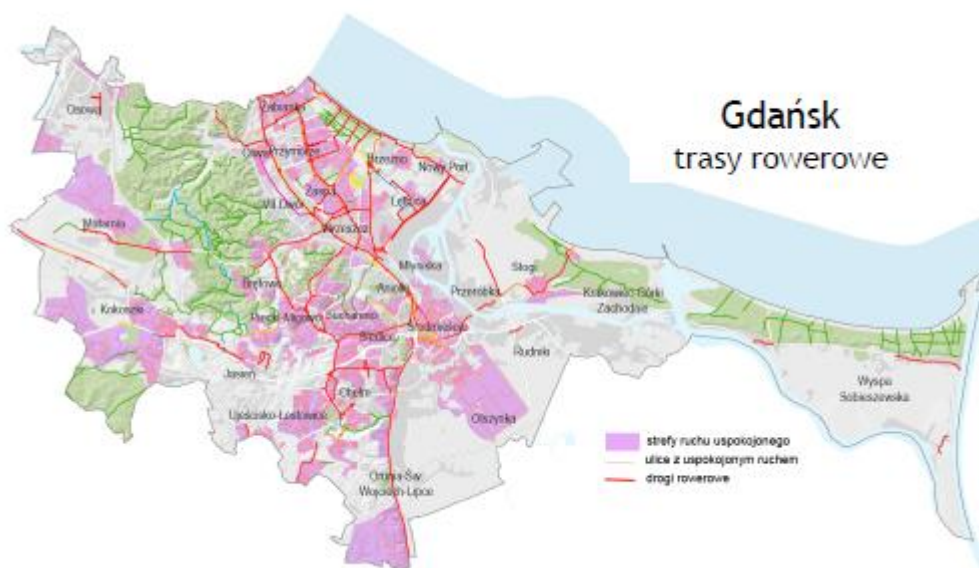 Gdańsk
trasy rowerowe
Osowa
Żabianka
Oliwa
Przymorze
Brzeźno
Nowy Port
Zaspa
Letnica
Wrzeszcz
Matarnia
Młyniska
Brętowo
Aniołki
Przeróbka
Stogi
Krakowiec-Górki
Zachodnie
Kokoszki
Piecki-Migowo
Suchanino
Siedlce
Śródmieście
Rudniki
Jasień
Chełm
Ujeścisko-Łostowice
Olszynka
Wyspa
Sobieszewska
Orunia-Św.
Wojciech-Lipce
strefy ruchu uspokojonego
ulice z uspokojonym ruchem
drogi rowerowe